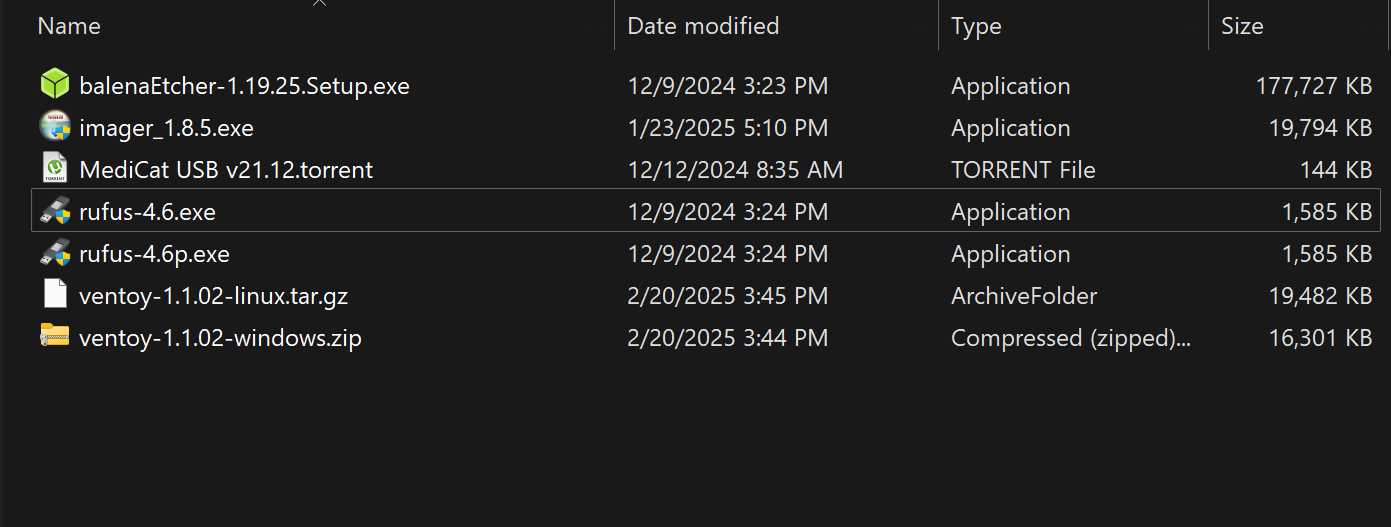 Name Date modified Type Size
balenaEtcher-1.19.25.Setup.exe 12/9/2024 3:23 PM Application 177,727 KB
imager_1.8.5.exe 1/23/2025 5:10 PM Application 19,794 KB
MediCat USB v21.12.torrent 12/12/2024 8:35 AM TORRENT File 144 KB
rufus-4.6.exe 12/9/2024 3:24 PM Application 1,585 KB
rufus-4.6p.exe 12/9/2024 3:24 PM Application 1,585 KB
ventoy-1.1.02-linux.tar.gz 2/20/2025 3:45 PM ArchiveFolder 19,482 KB
ventoy-1.1.02-windows.zip 2/20/2025 3:44 PM Compressed (zipped)... 16,301 KB